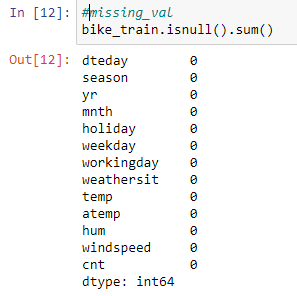 In [12]: #missing_val
bike_train.isnull().sum()
Out[12]: dteday 0
season 0
yr 0
mnth 0
holiday 0
weekday 0
workingday 0
weathersit 0
temp 0
atemp 0
hum 0
windspeed 0
cnt 0
dtype: int64